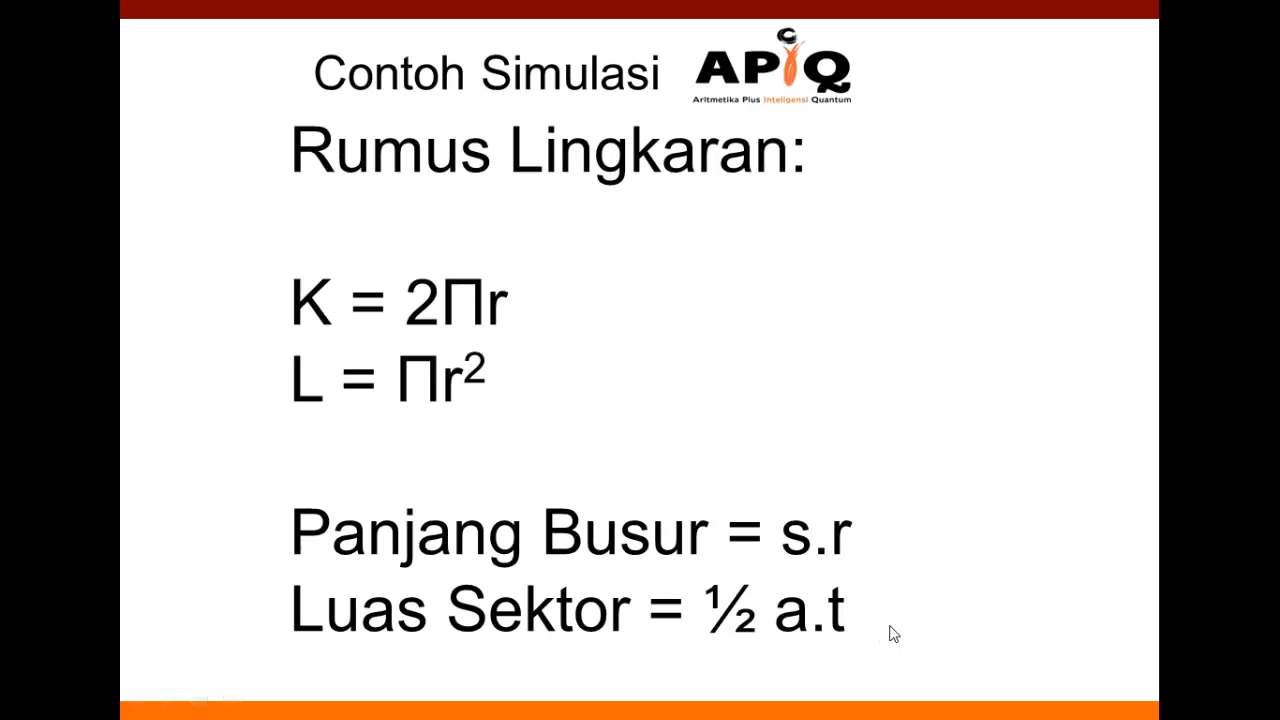 Contoh Simulasi
APIQ
Aritmetika Plus Inteligensi Quantum
Rumus Lingkaran:
K = 2Πr
L = Πr²
Panjang Busur = s.r
Luas Sektor = ½ a.t